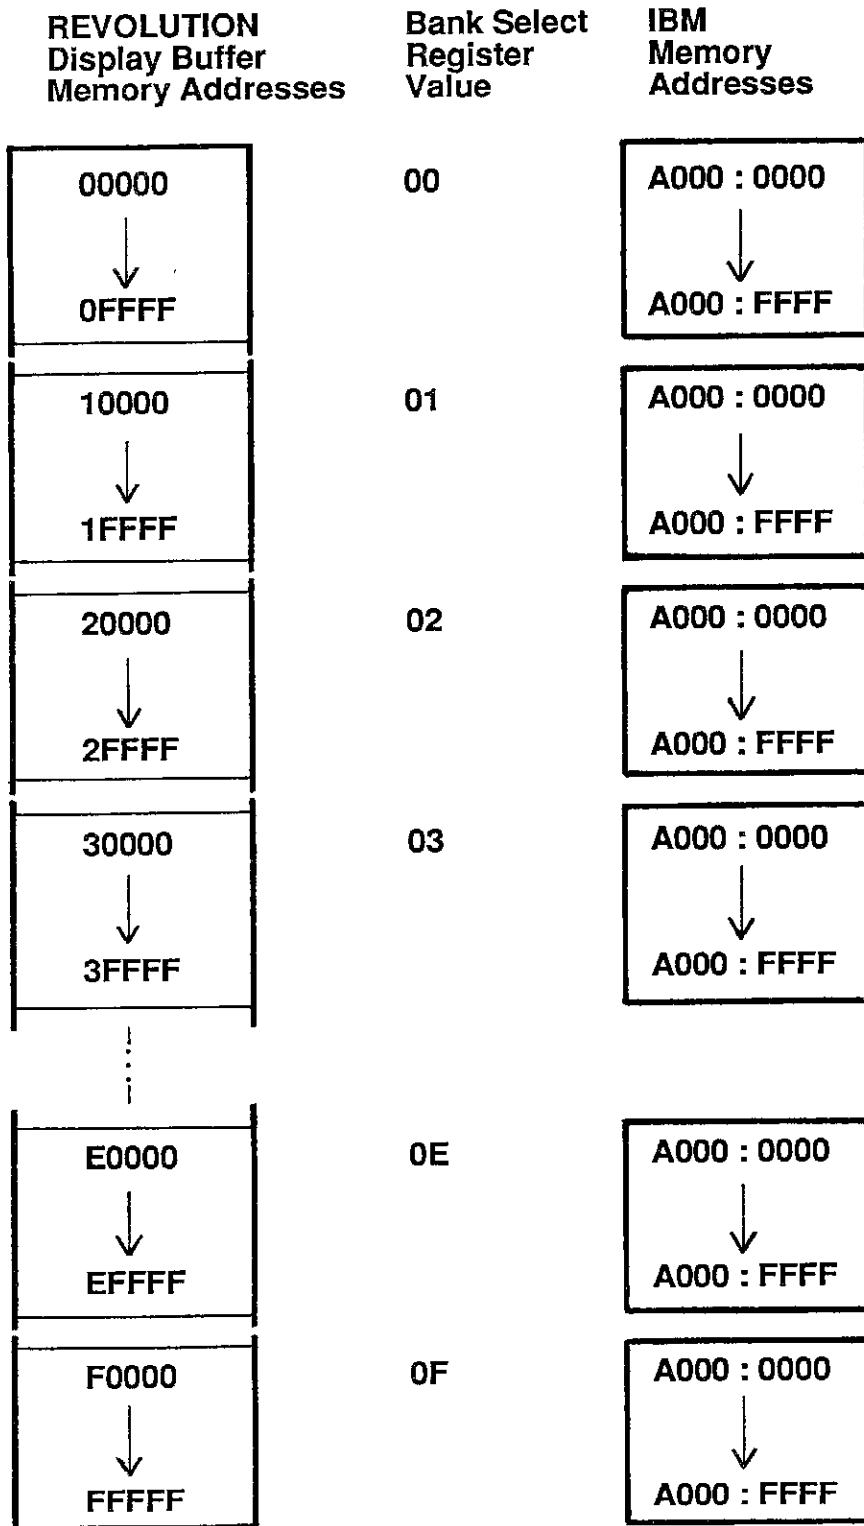 REVOLUTION
Display Buffer
Memory Addresses
Bank Select
Register
Value
IBM
Memory
Addresses
00000
0FFFF
00
A000 : 0000
A000 : FFFF
10000
1FFFF
01
A000 : 0000
A000 : FFFF
20000
2FFFF
02
A000 : 0000
A000 : FFFF
30000
3FFFF
03
A000 : 0000
A000 : FFFF
E0000
EFFFF
0E
A000 : 0000
A000 : FFFF
F0000
FFFFF
0F
A000 : 0000
A000 : FFFF